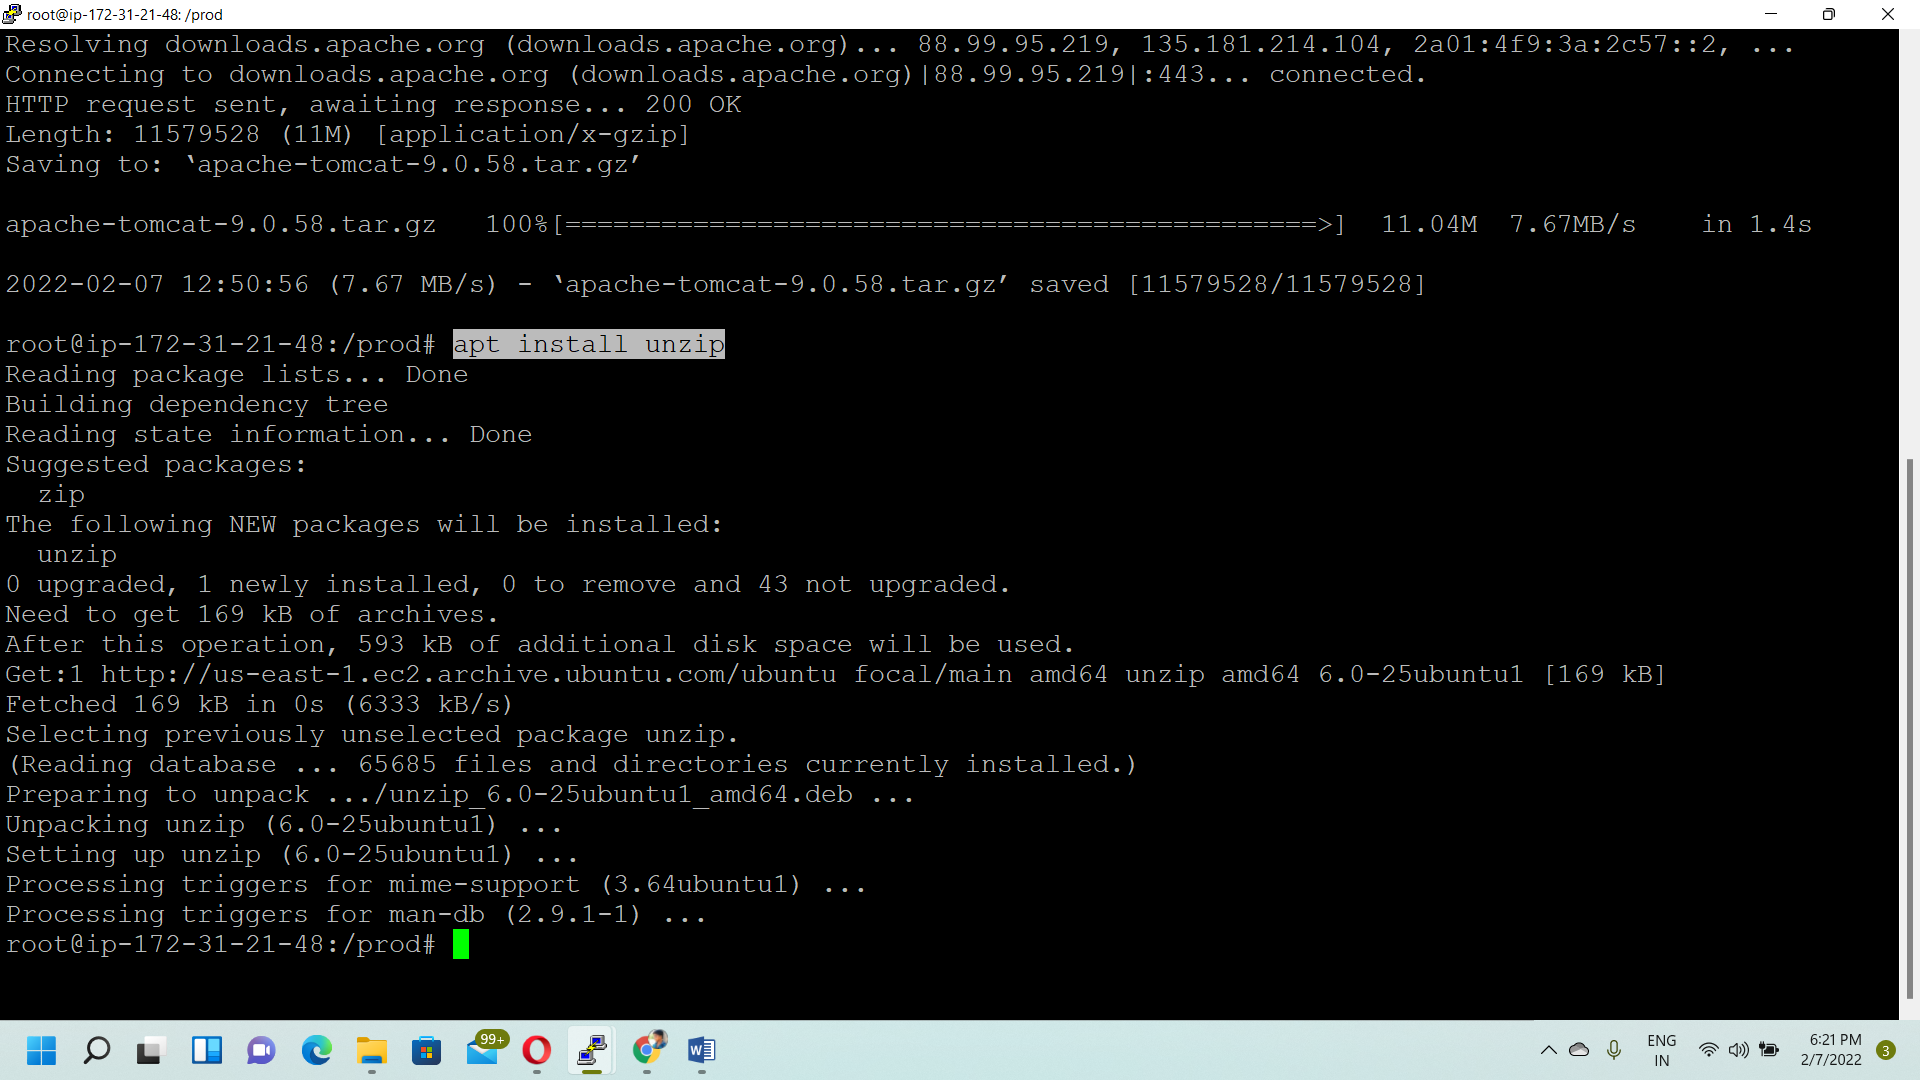 root@ip-172-31-21-48: /prod
Resolving downloads.apache.org (downloads.apache.org)... 88.99.95.219, 135.181.214.104, 2a01:4f9:3a:2c57::2, ...
Connecting to downloads.apache.org (downloads.apache.org)|88.99.95.219|:443... connected.
HTTP request sent, awaiting response... 200 OK
Length: 11579528 (11M) [application/x-gzip]
Saving to: ‘apache-tomcat-9.0.58.tar.gz’
apache-tomcat-9.0.58.tar.gz   100%[===============================================>]  11.04M  7.67MB/s    in 1.4s
2022-02-07 12:50:56 (7.67 MB/s) - ‘apache-tomcat-9.0.58.tar.gz’ saved [11579528/11579528]
root@ip-172-31-21-48:/prod# apt install unzip
Reading package lists... Done
Building dependency tree
Reading state information... Done
Suggested packages:
  zip
The following NEW packages will be installed:
  unzip
0 upgraded, 1 newly installed, 0 to remove and 43 not upgraded.
Need to get 169 kB of archives.
After this operation, 593 kB of additional disk space will be used.
Get:1 http://us-east-1.ec2.archive.ubuntu.com/ubuntu focal/main amd64 unzip amd64 6.0-25ubuntu1 [169 kB]
Fetched 169 kB in 0s (6333 kB/s)
Selecting previously unselected package unzip.
(Reading database ... 65685 files and directories currently installed.)
Preparing to unpack .../unzip_6.0-25ubuntu1_amd64.deb ...
Unpacking unzip (6.0-25ubuntu1) ...
Setting up unzip (6.0-25ubuntu1) ...
Processing triggers for mime-support (3.64ubuntu1) ...
Processing triggers for man-db (2.9.1-1) ...
root@ip-172-31-21-48:/prod#
99+
W
ENG
IN
6:21 PM
2/7/2022
3